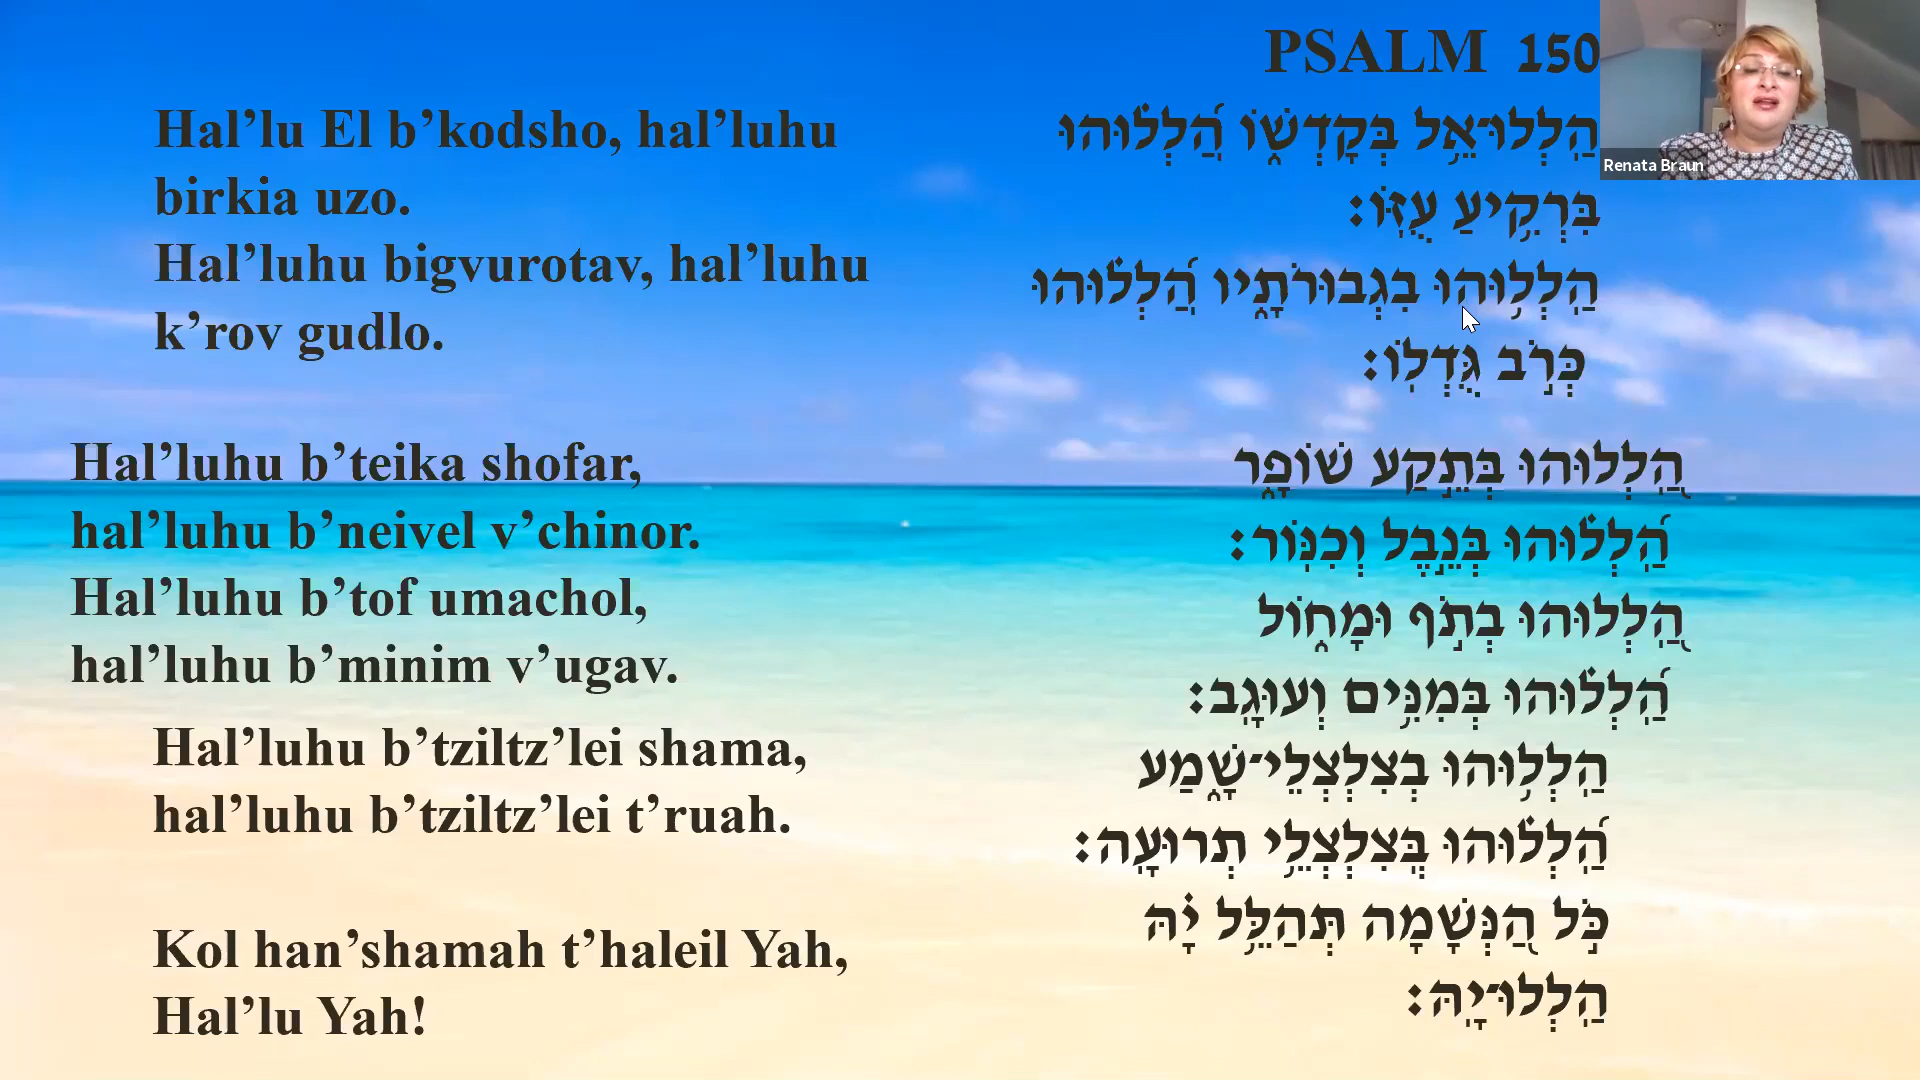 PSALM 150
Renata Braun
Hal’lu El b’kodsho, hal’luhu
birkia uzo.
Hal’luhu bigvurotav, hal’luhu
k’rov gudlo.
Hal’luhu b’teika shofar,
hal’luhu b’neivel v’chinor.
Hal’luhu b’tof umachol,
hal’luhu b’minim v’ugav.
Hal’luhu b’tziltz’lei shama,
hal’luhu b’tziltz’lei t’ruah.
Kol han’shamah t’haleil Yah,
Hal’lu Yah!
הַֽלְלוּ־אֵ֥ל בְּקָדְשׁ֑וֹ הַֽ֝לְל֗וּהוּ
בִּרְקִ֥יעַ עֻזּֽוֹ׃
הַֽלְל֥וּהוּ בִגְבוּרֹתָ֑יו הַֽ֝לְל֗וּהוּ
כְּרֹ֣ב גֻּדְלֽוֹ׃
הַֽ֭לְלוּהוּ בְּתֵ֣קַע שׁוֹפָ֑ר
הַֽ֝לְל֗וּהוּ בְּנֵ֣בֶל וְכִנּֽוֹר׃
הַֽ֭לְלוּהוּ בְתֹ֣ף וּמָח֑וֹל
הַֽ֝לְל֗וּהוּ בְּמִנִּ֥ים וְעוּגָֽב׃
הַֽלְל֥וּהוּ בְצִלְצְלֵי־שָׁ֑מַע
הַֽ֝לְל֗וּהוּ בְּֽצִלְצְלֵ֥י תְרוּעָֽה׃
כֹּ֣ל הַ֭נְּשָׁמָה תְּהַלֵּ֥ל יָ֗הּ
הַֽלְלוּ־יָֽהּ׃